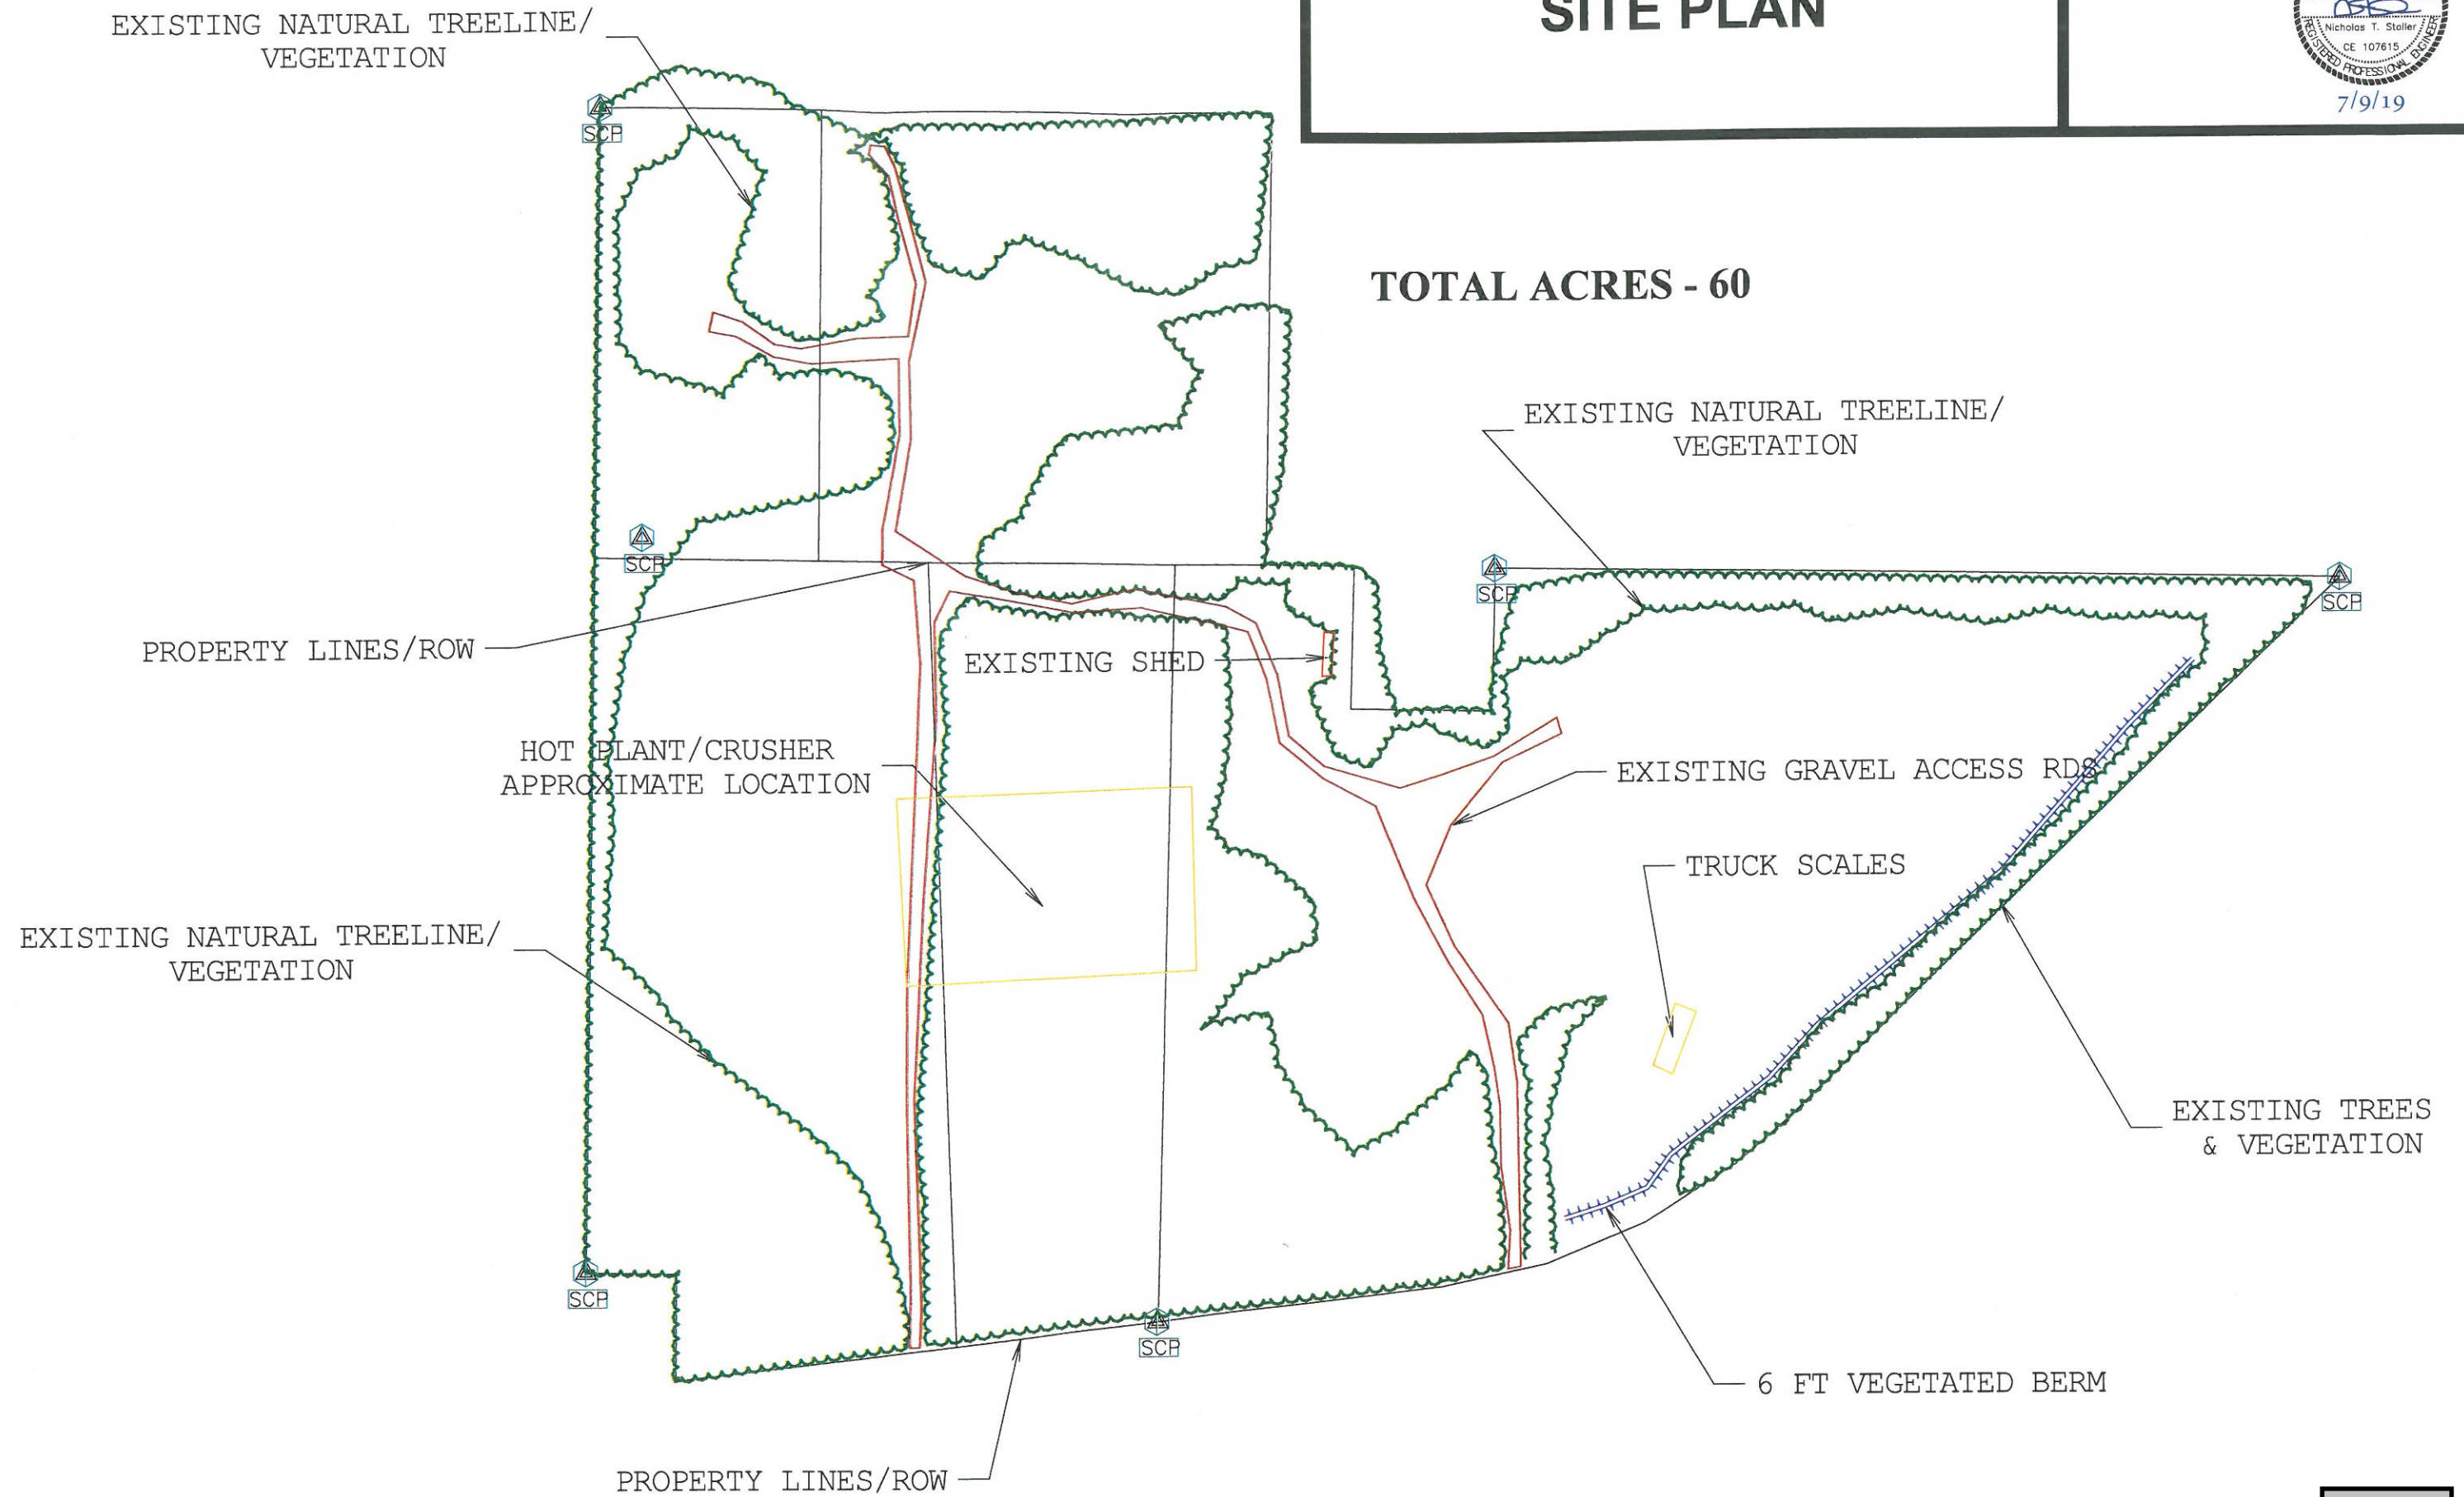 SITE PLAN
Nicholas T. Stoller
CE 107615
REGISTERED PROFESSIONAL ENGINEER
7/9/19
EXISTING NATURAL TREELINE/
VEGETATION
SCP
TOTAL ACRES - 60
EXISTING NATURAL TREELINE/
VEGETATION
SCP
SCP
SCP
PROPERTY LINES/ROW
EXISTING SHED
HOT PLANT/CRUSHER
APPROXIMATE LOCATION
EXISTING GRAVEL ACCESS RDS
TRUCK SCALES
EXISTING NATURAL TREELINE/
VEGETATION
EXISTING TREES
& VEGETATION
SCP
SCP
6 FT VEGETATED BERM
PROPERTY LINES/ROW